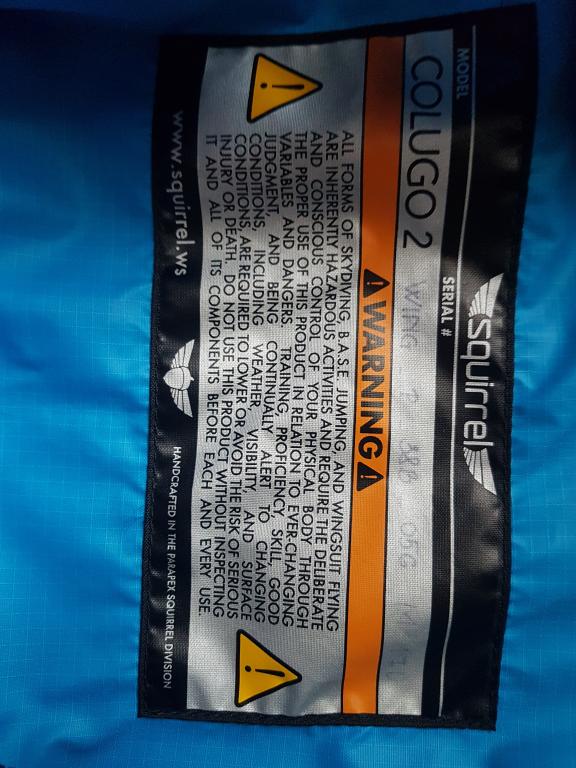 squirrel
MODEL
SERIAL #
COLUGO 2
WING
WARNING
ALL FORMS OF SKYDIVING, B.A.S.E. JUMPING, AND WINGSUIT FLYING
ARE INHERENTLY HAZARDOUS ACTIVITIES AND REQUIRE THE DELIBERATE
AND CONSCIOUS CONTROL OF YOUR PHYSICAL BODY THROUGH
THE PROPER USE OF THIS PRODUCT IN RELATION TO EVER-CHANGING
VARIABLES AND DANGERS. TRAINING, PROFICIENCY, SKILL, GOOD
JUDGMENT, AND BEING CONTINUALLY ALERT TO CHANGING
CONDITIONS, INCLUDING WEATHER, VISIBILITY, AND SURFACE
CONDITIONS, ARE REQUIRED TO LOWER OR AVOID THE RISK OF SERIOUS
INJURY OR DEATH. DO NOT USE THIS PRODUCT WITHOUT INSPECTING
IT AND ALL OF ITS COMPONENTS BEFORE EACH AND EVERY USE.
www.squirrel.ws
HANDCRAFTED IN THE PARAPEX SQUIRREL DIVISION